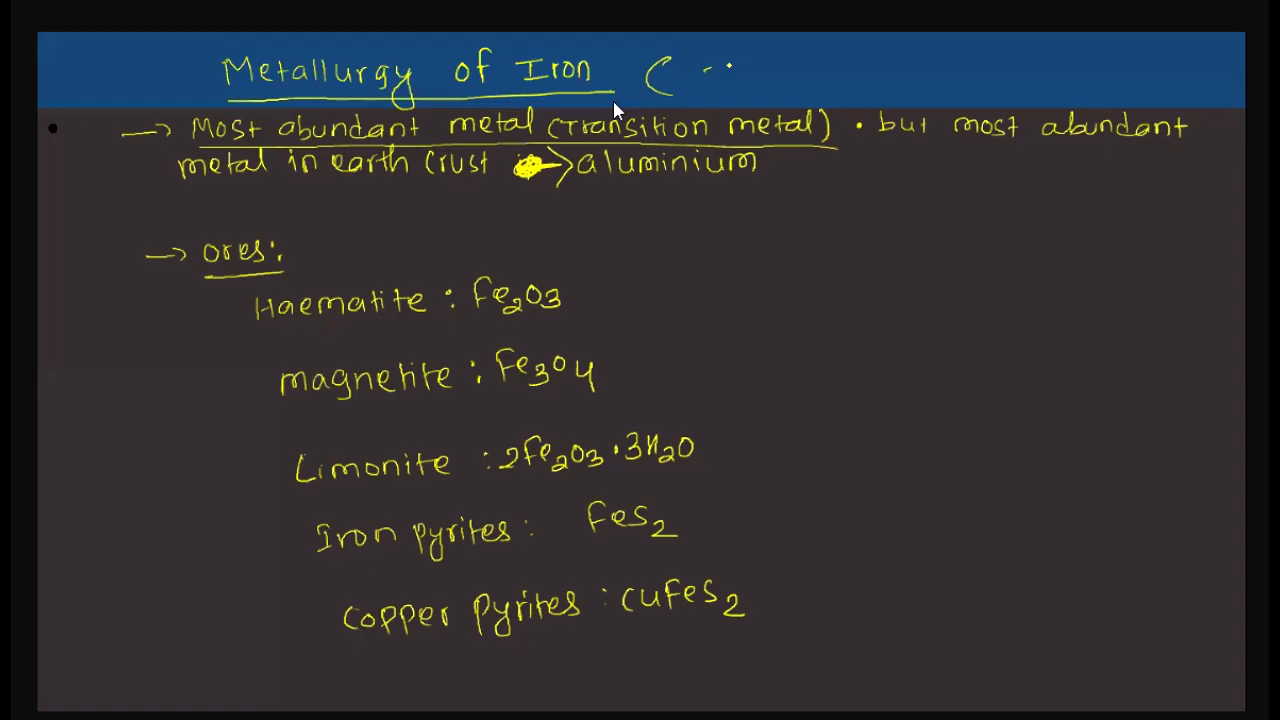 Metallurgy of Iron (
→ Most abundant metal (Transition metal) • but most abundant
metal in earth crust → aluminium
→ ores:
Haematite : Fe₂O₃
magnetite : Fe₃O₄
Limonite : 2Fe₂O₃·3H₂O
Iron pyrites : FeS₂
Copper pyrites : CuFeS₂